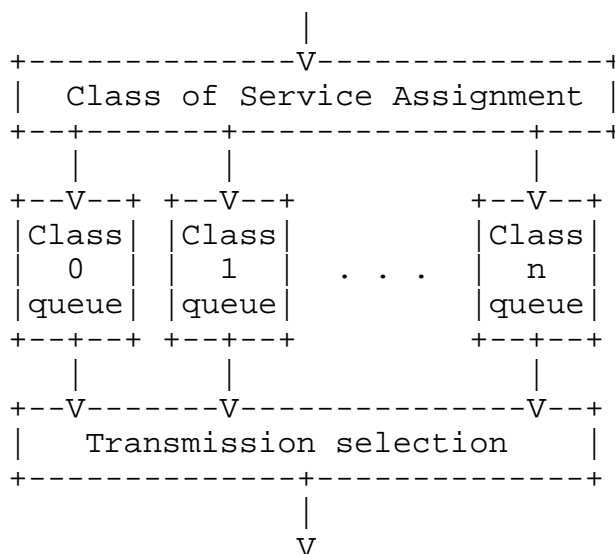 Class of Service Assignment
Class Class Class
0 1 . . . n
queue queue queue
Transmission selection